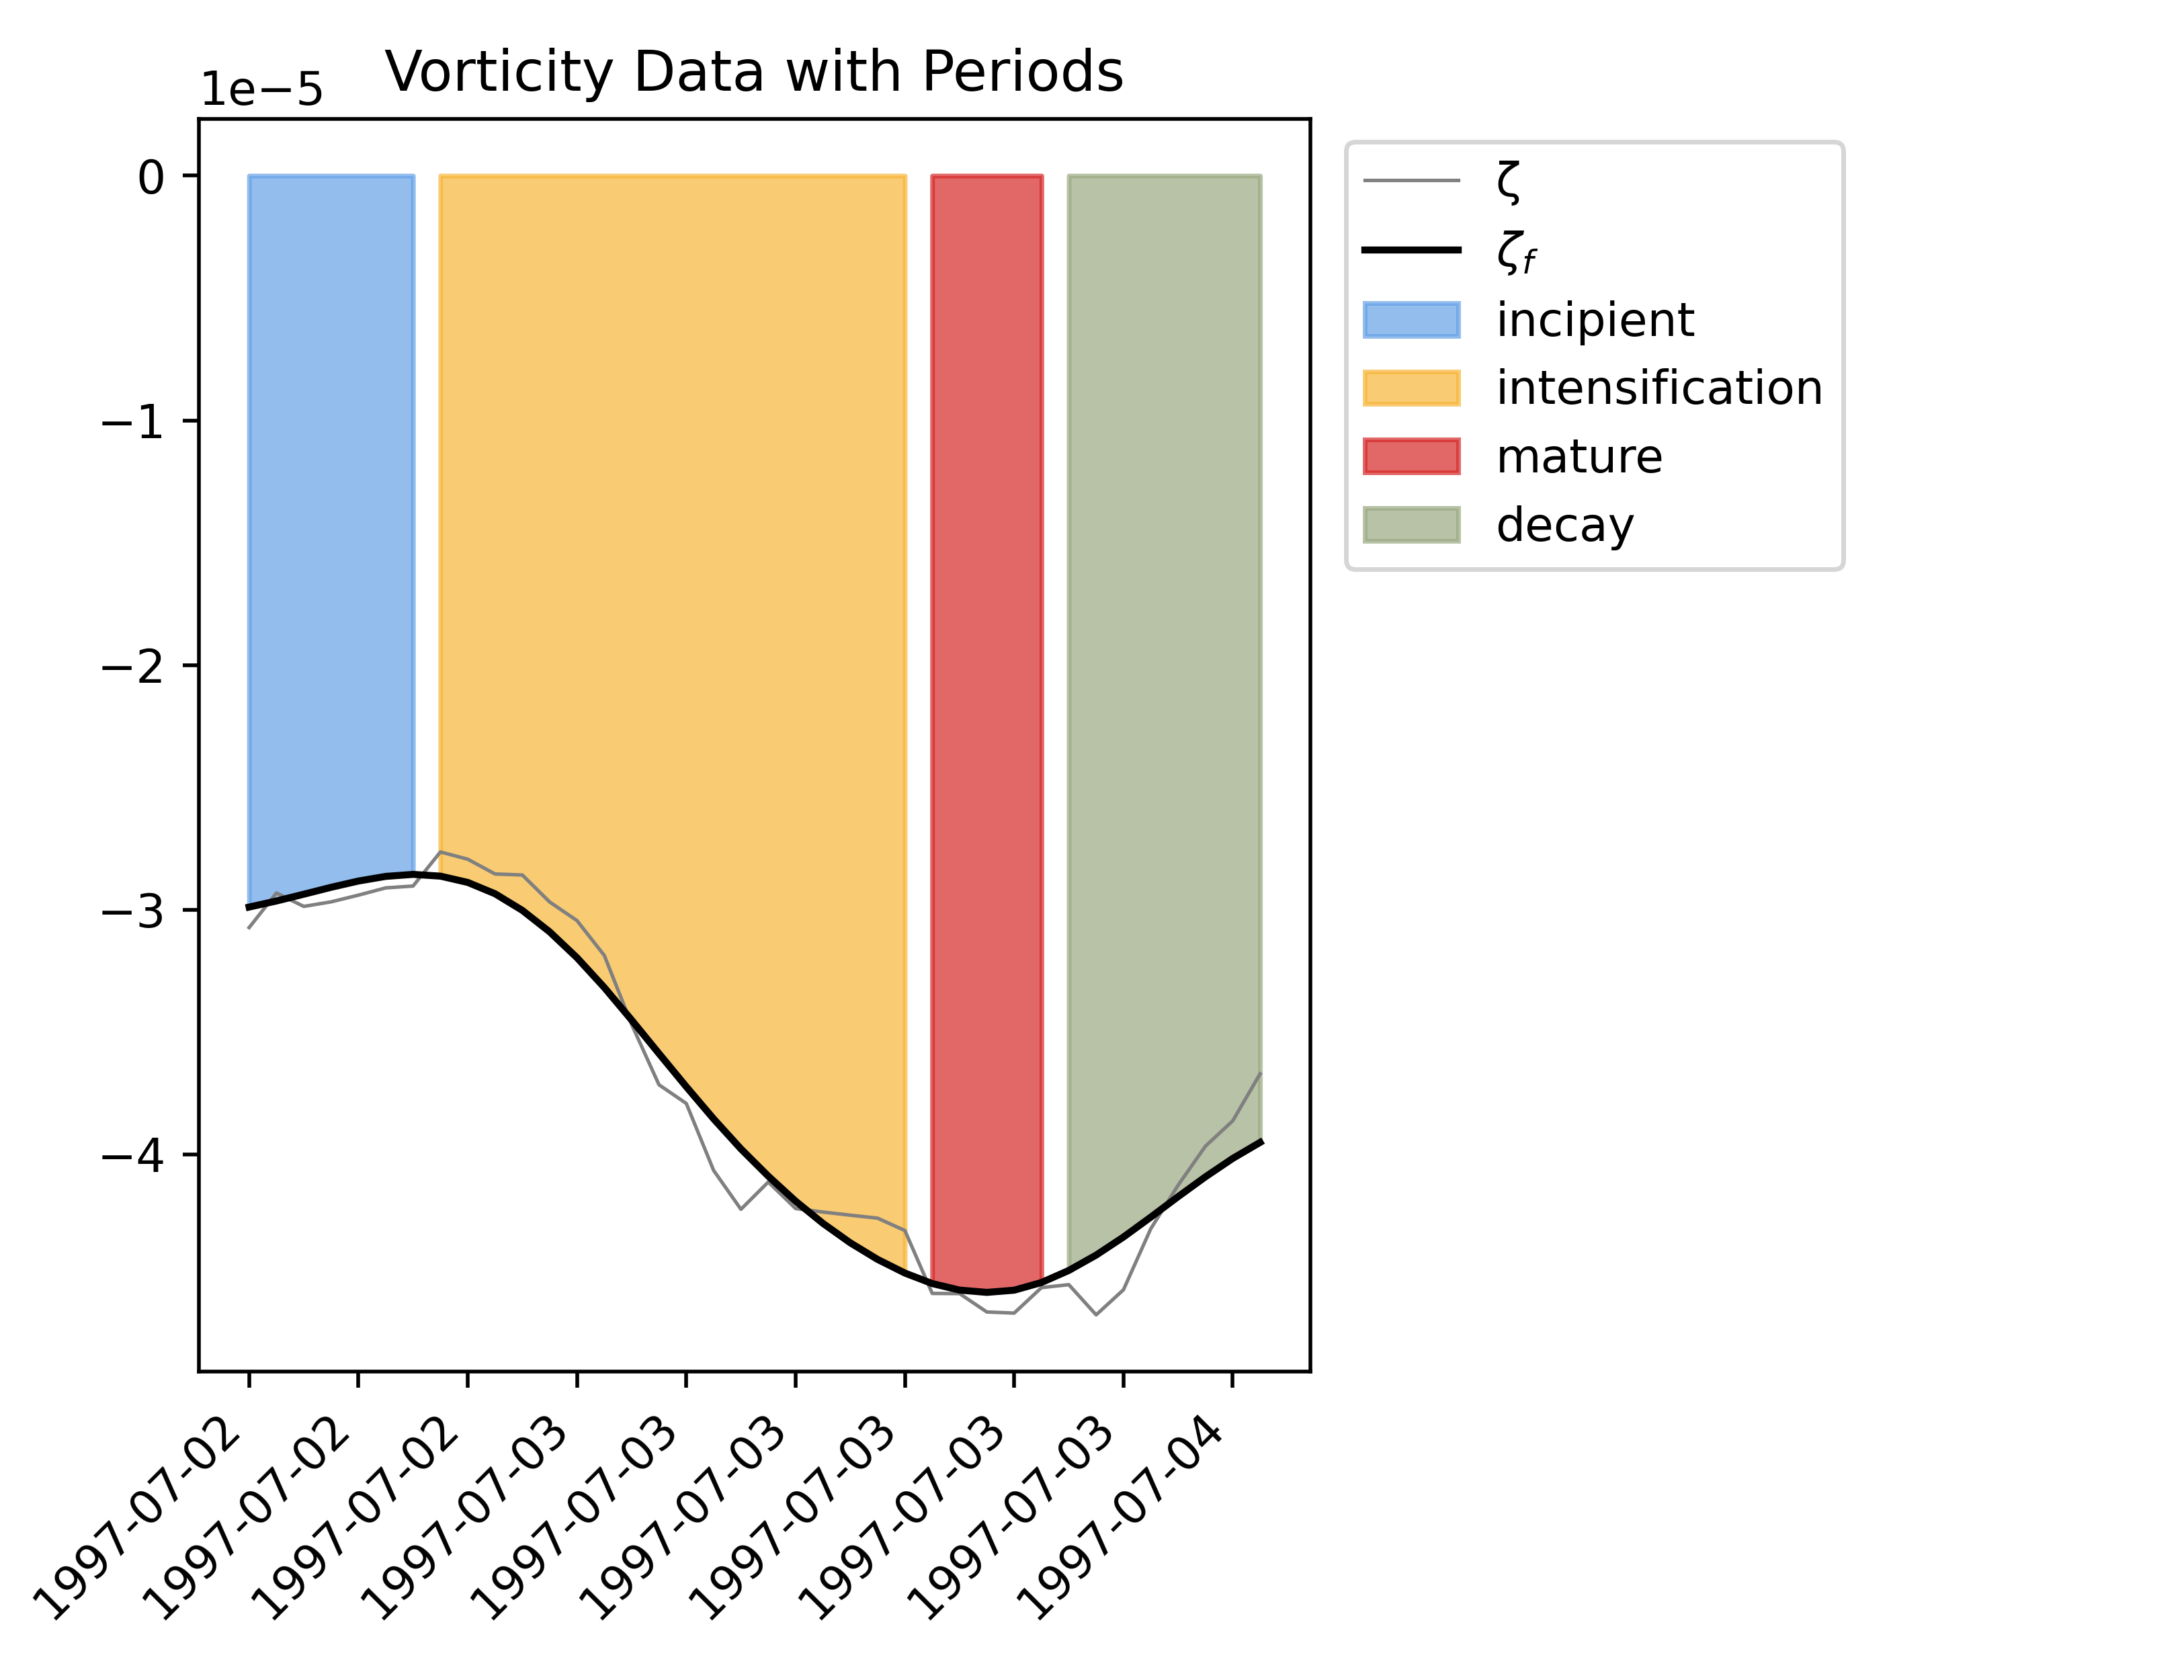 Vorticity Data with Periods
1e−5
0
−1
−2
−3
−4
1997-07-02
1997-07-02
1997-07-02
1997-07-03
1997-07-03
1997-07-03
1997-07-03
1997-07-03
1997-07-03
1997-07-04
ζ
ζf
incipient
intensification
mature
decay